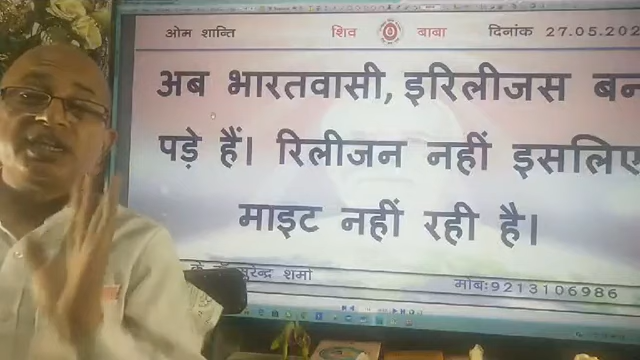 ओम शान्ति शिव बाबा दिनांक 27.05.202
अब भारतवासी, इरिलीजस बन
पड़े हैं। रिलीजन नहीं इसलिए
माइट नहीं रही है।
सुरेन्द्र शर्मा मोबः9213106986